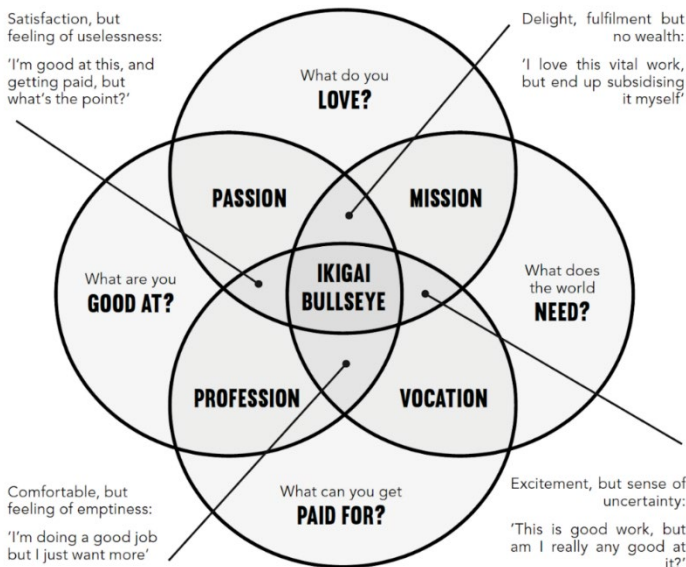 Satisfaction, but
feeling of uselessness:
'I'm good at this, and
getting paid, but
what's the point?'
Delight, fulfilment but
no wealth:
'I love this vital work,
but end up subsidising
it myself'
What do you
LOVE?
PASSION
MISSION
What are you
GOOD AT?
IKIGAI
BULLSEYE
What does
the world
NEED?
PROFESSION
VOCATION
What can you get
PAID FOR?
Comfortable, but
feeling of emptiness:
'I'm doing a good job
but I just want more'
Excitement, but sense of
uncertainty:
'This is good work, but
am I really any good at
it?'